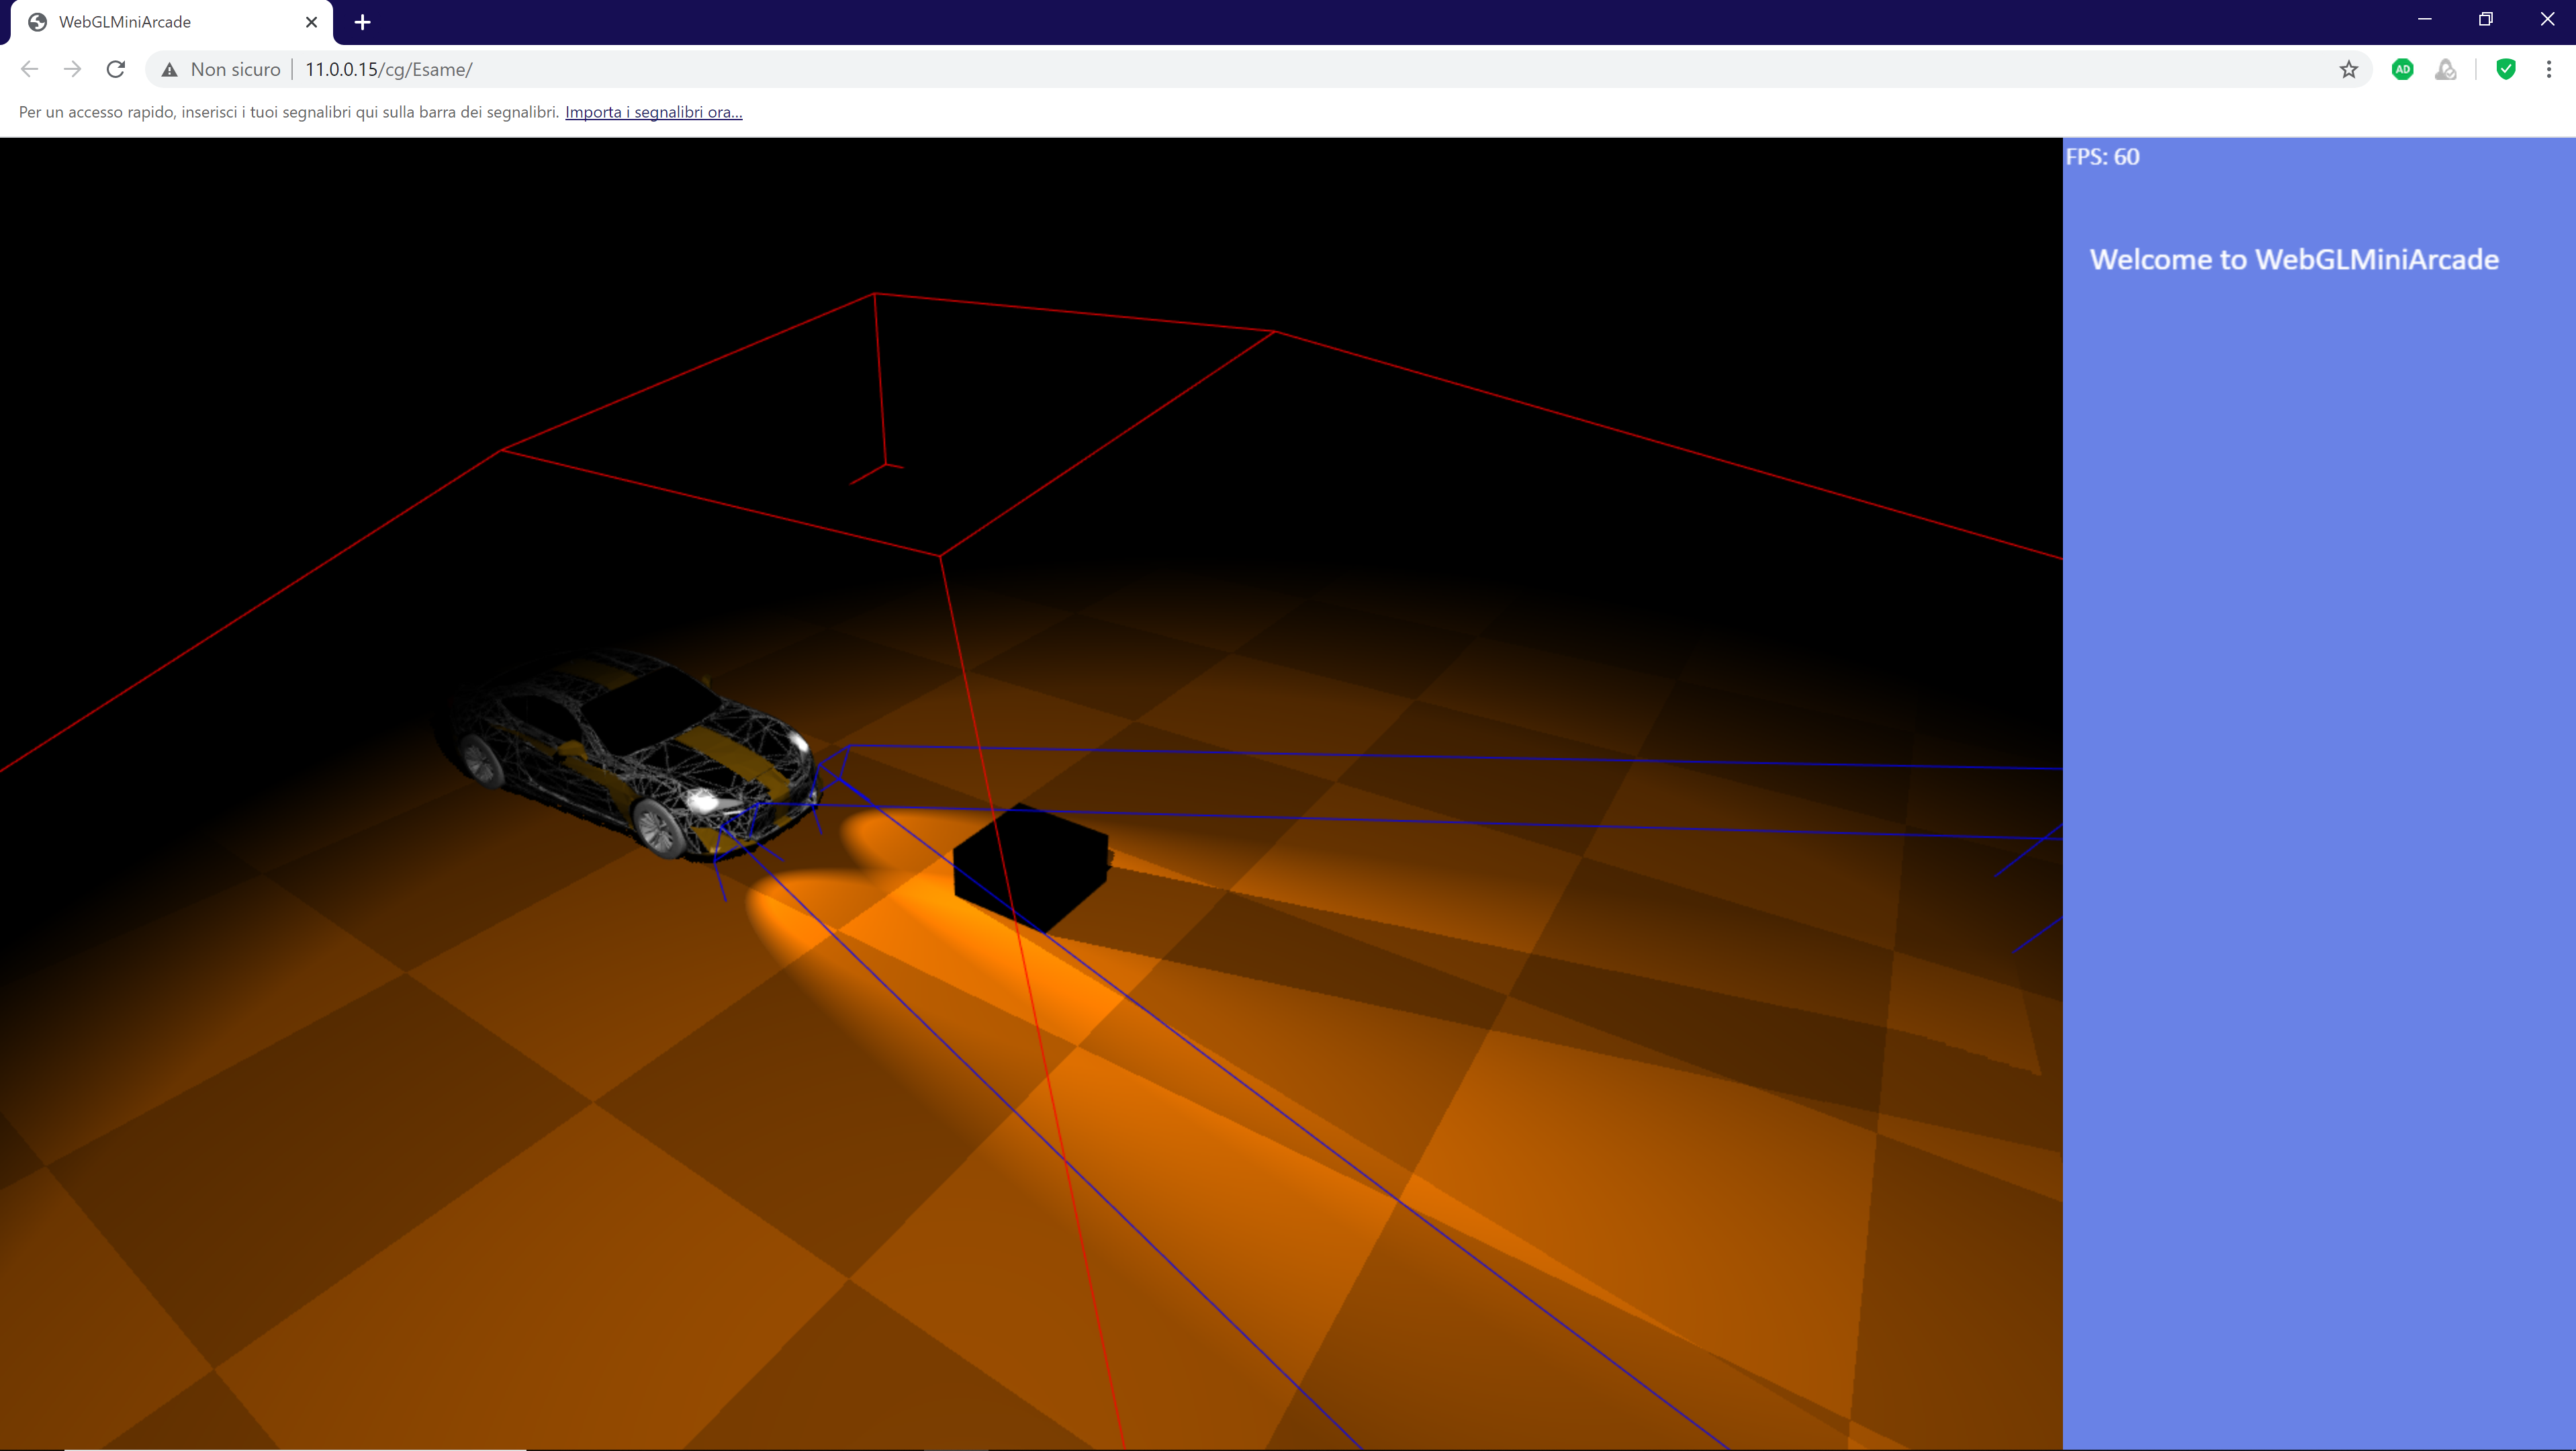 WebGLMiniArcade
Non sicuro
11.0.0.15/cg/Esame/
AD
Per un accesso rapido, inserisci i tuoi segnalibri qui sulla barra dei segnalibri. Importa i segnalibri ora...
FPS: 60
Welcome to WebGLMiniArcade